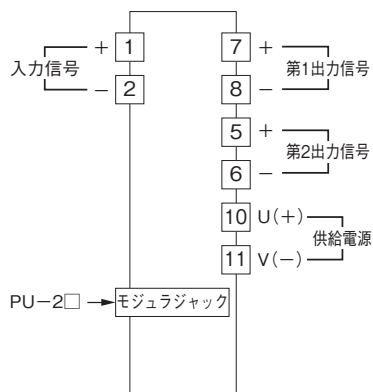 入力信号
+ 1
− 2
7 +
第1出力信号
8 −
5 +
第2出力信号
6 −
10 U(+)
供給電源
11 V(−)
PU−2□
モジュラジャック